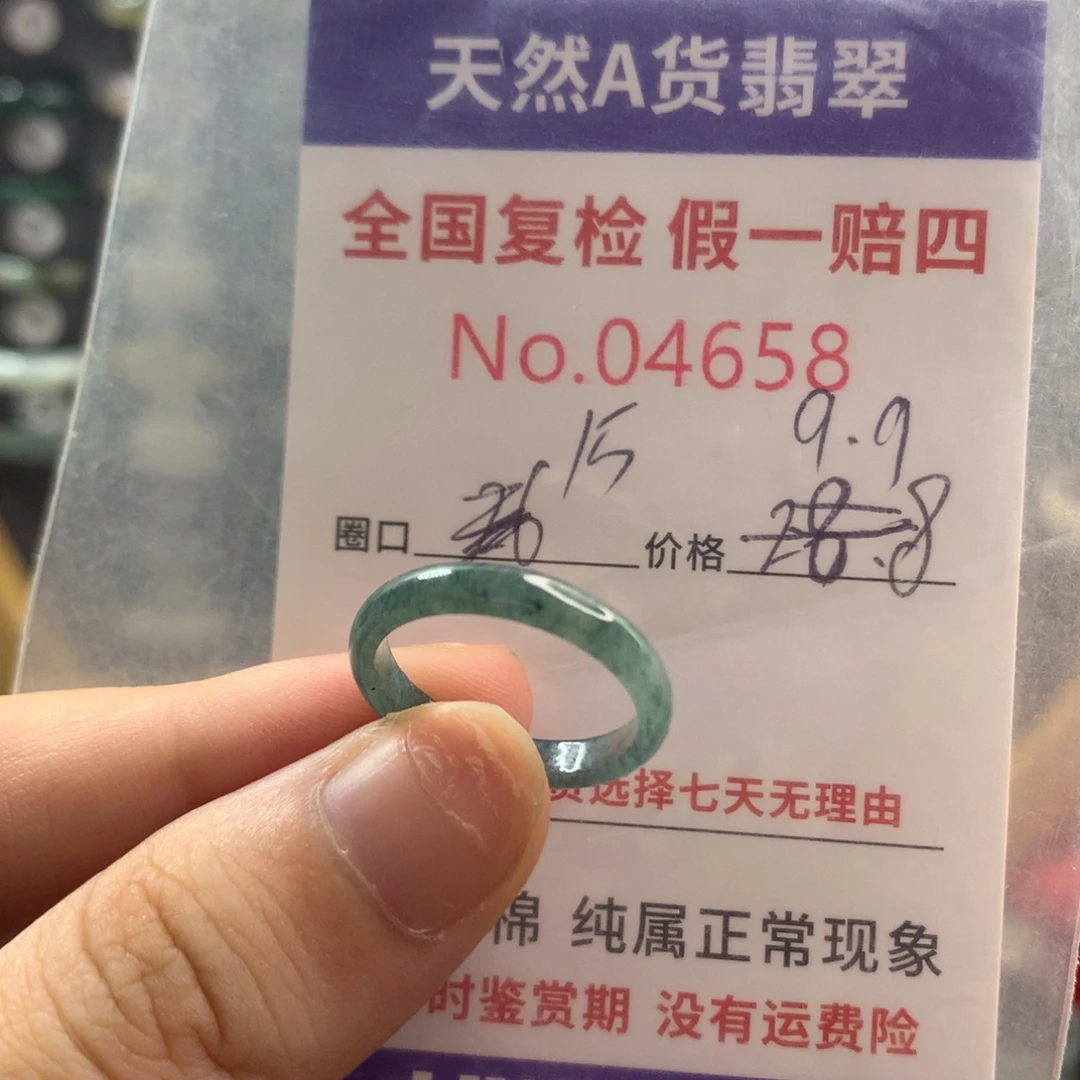 天然A货翡翠
全国复检 假一赔四
No.04658
15 9.9
圈口 价格 28.8
选择七天无理由
棉 纯属正常现象
时鉴赏期 没有运费险